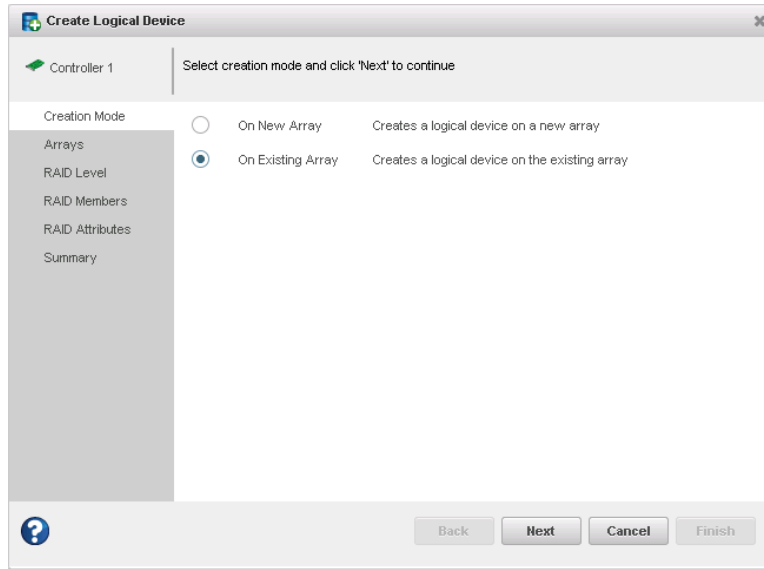 Create Logical Device
Controller 1
Select creation mode and click 'Next' to continue
Creation Mode
Arrays
RAID Level
RAID Members
RAID Attributes
Summary
On New Array Creates a logical device on a new array
On Existing Array Creates a logical device on the existing array
?
Back Next Cancel Finish